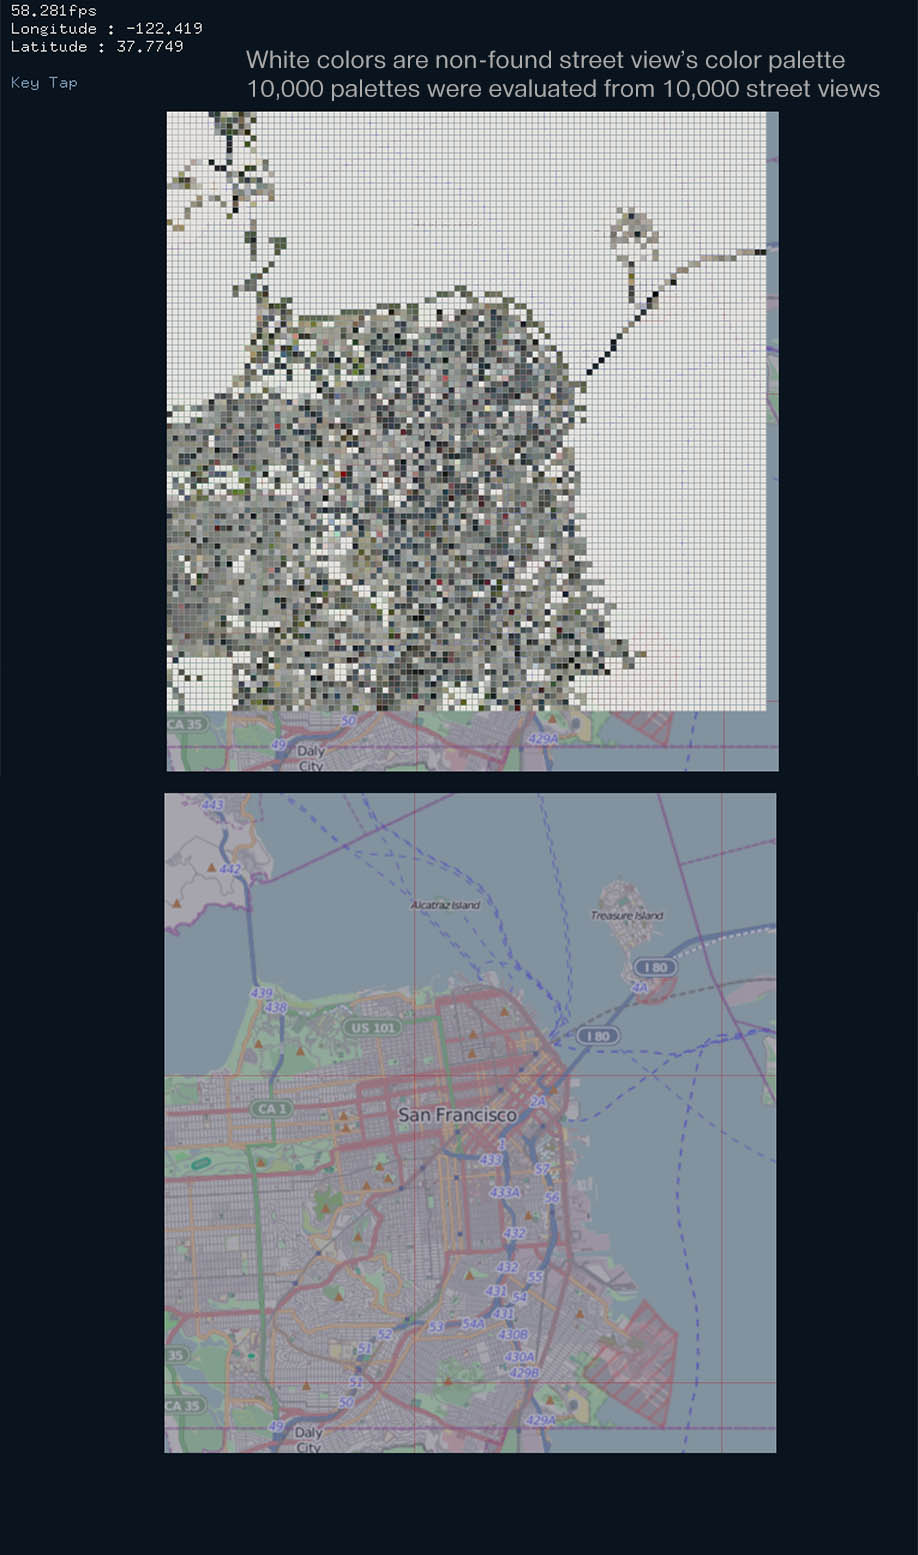 58.281fps
Longitude : -122.419
Latitude : 37.7749
Key Tap
White colors are non-found street view's color palette
10,000 palettes were evaluated from 10,000 street views
CA 35
50
49
Daly
City
429A
443
442
Alcatraz Island
Treasure Island
I 80
4A
439
438
US 101
I 80
CA 1
2A
San Francisco
1
433
57
433A
56
432
432
55
431
54
431
53
54A
52
430B
51
35
430A
429B
51
50
CA 35
49
429A
Daly
City